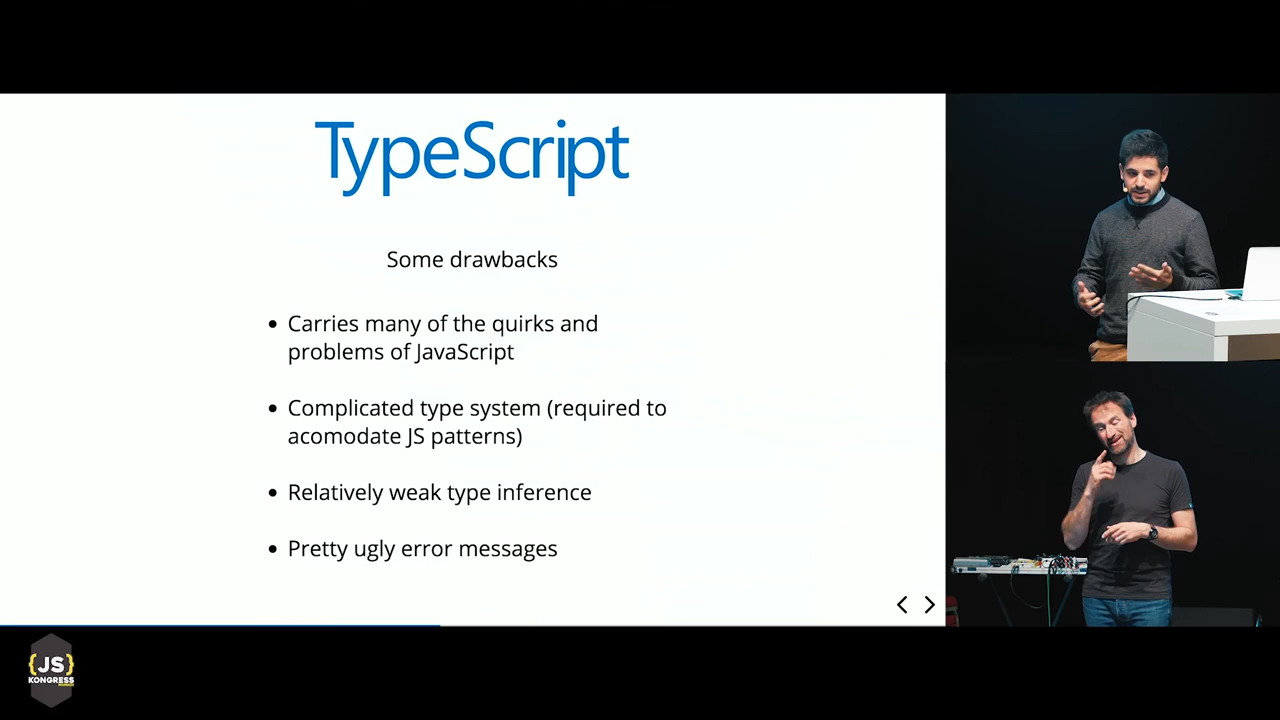 TypeScript
Some drawbacks
• Carries many of the quirks and
problems of JavaScript
• Complicated type system (required to
acomodate JS patterns)
• Relatively weak type inference
• Pretty ugly error messages
{JS}
KONGRESS